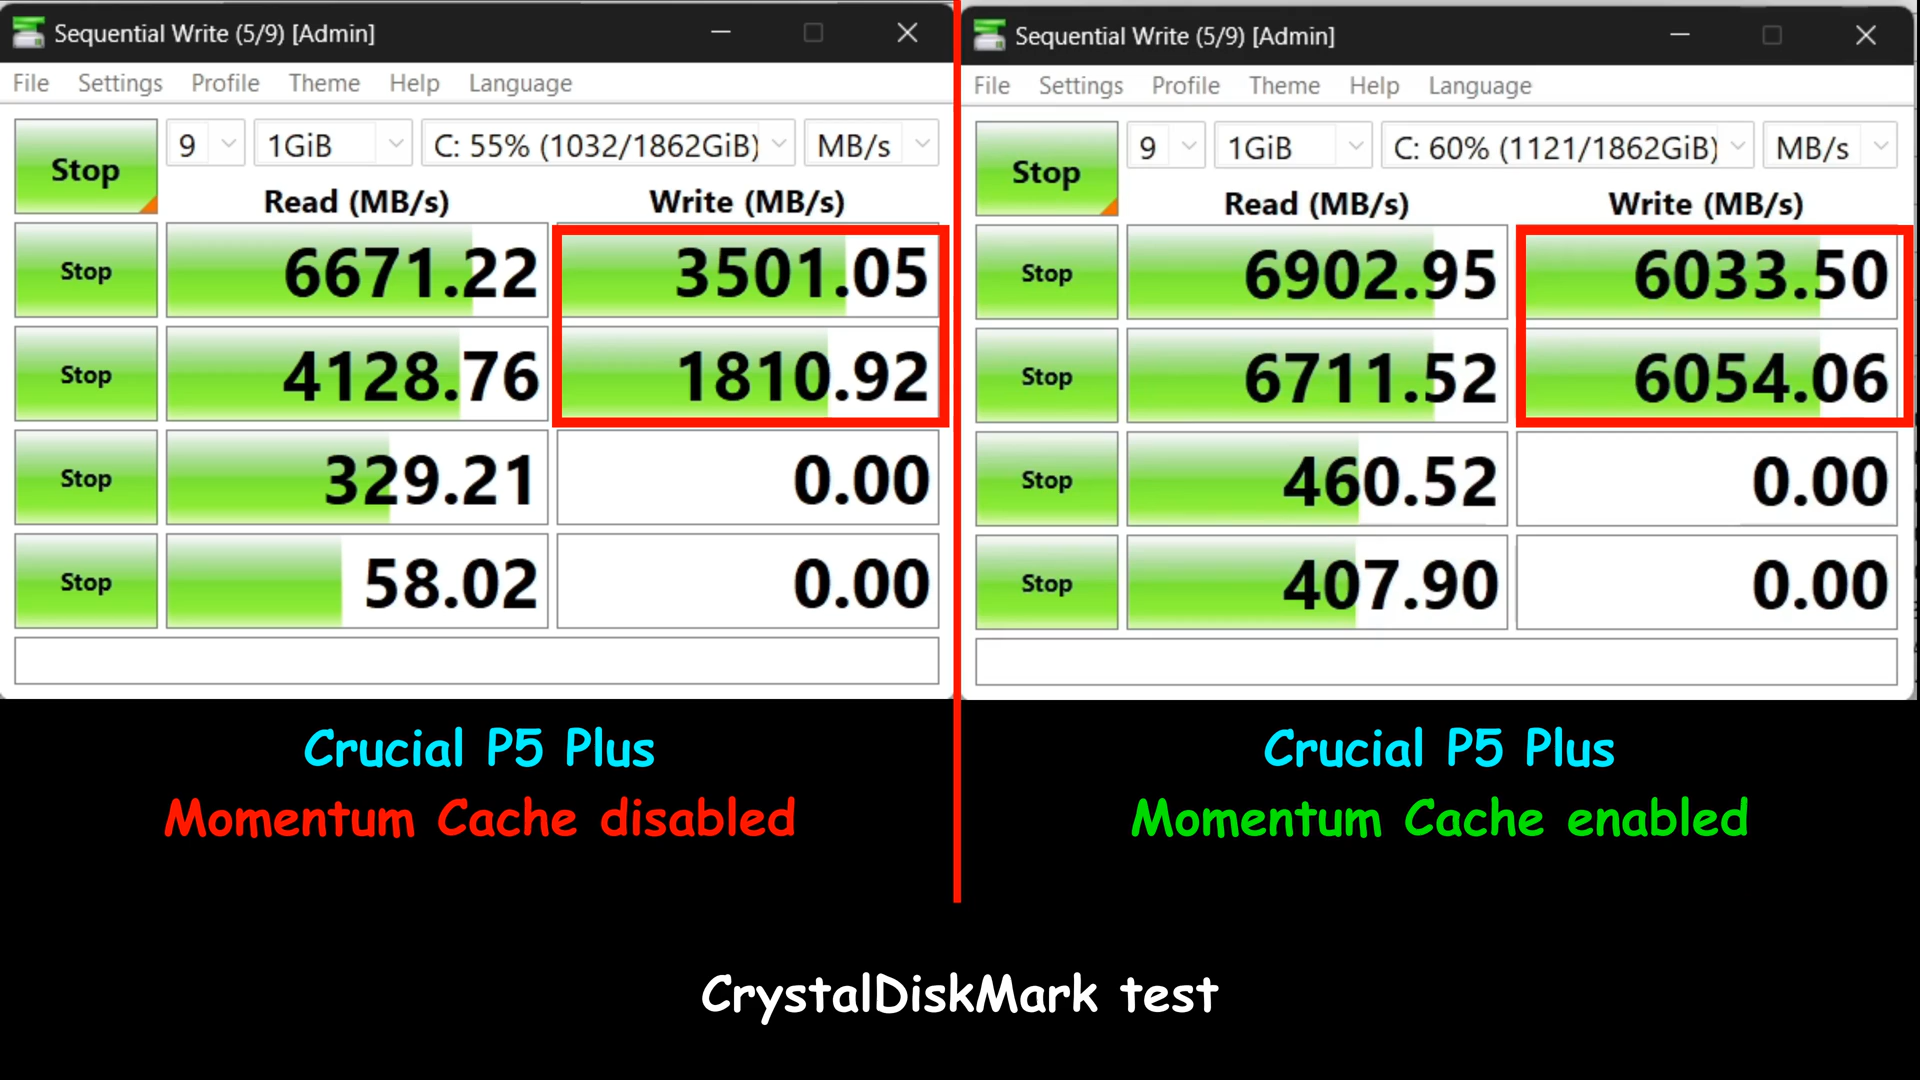 Sequential Write (5/9) [Admin]
File Settings Profile Theme Help Language
Stop 9 1GiB C: 55% (1032/1862GiB) MB/s
Read (MB/s) Write (MB/s)
Stop 6671.22 3501.05
Stop 4128.76 1810.92
Stop 329.21 0.00
Stop 58.02 0.00
Crucial P5 Plus
Momentum Cache disabled
Sequential Write (5/9) [Admin]
File Settings Profile Theme Help Language
Stop 9 1GiB C: 60% (1121/1862GiB) MB/s
Read (MB/s) Write (MB/s)
Stop 6902.95 6033.50
Stop 6711.52 6054.06
Stop 460.52 0.00
Stop 407.90 0.00
Crucial P5 Plus
Momentum Cache enabled
CrystalDiskMark test